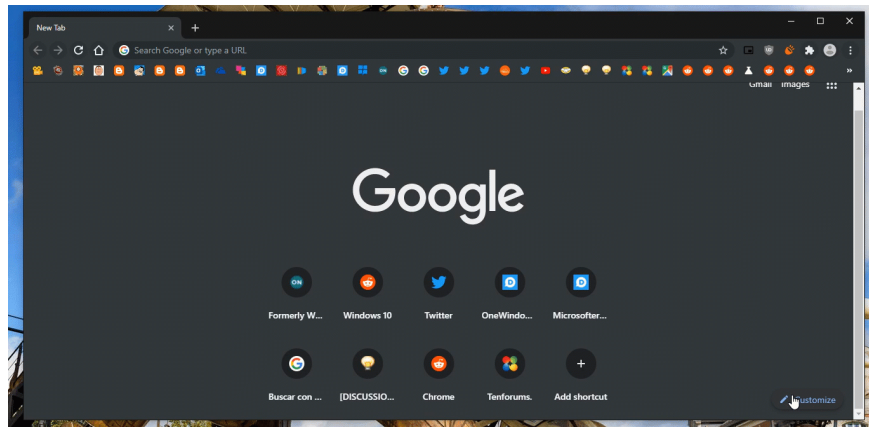 New Tab
Search Google or type a URL
Gmail Images
Google
ON
Formerly W... Windows 10 Twitter OneWindo... Microsofter...
Buscar con ... [DISCUSSIO... Chrome Tenforums. Add shortcut
Customize